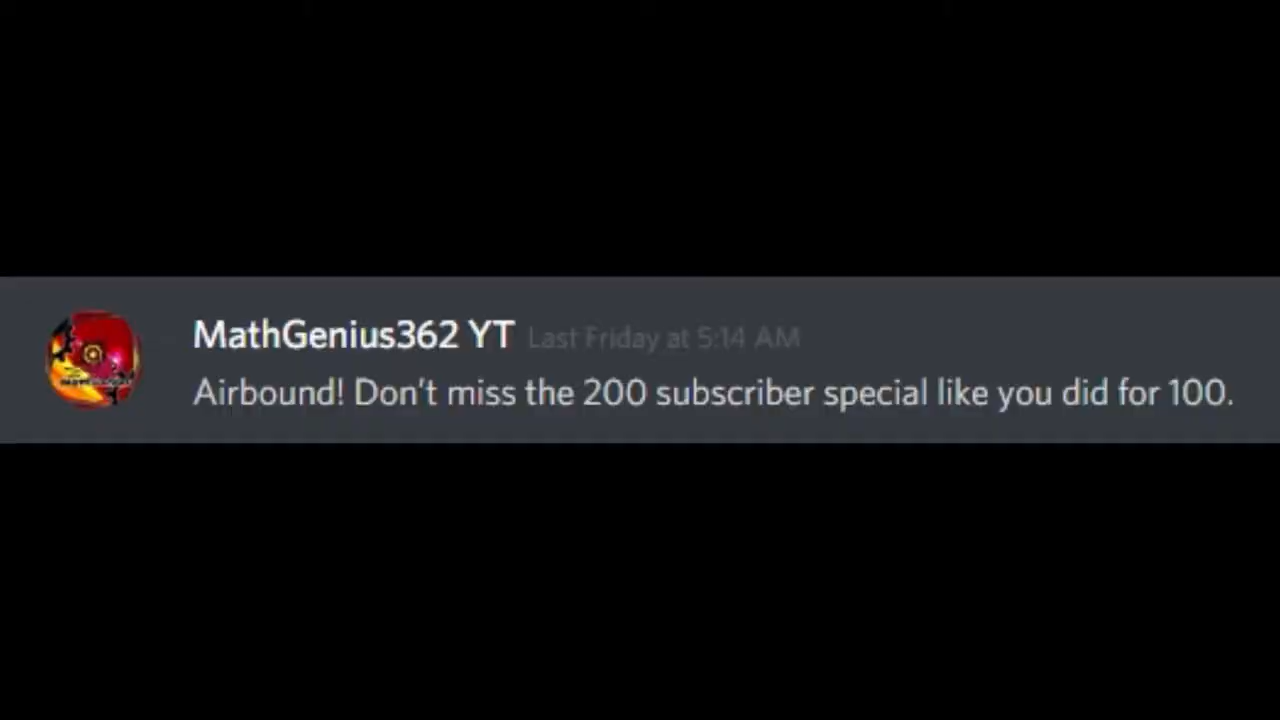 MathGenius362 YT Last Friday at 5:14 AM
Airbound! Don't miss the 200 subscriber special like you did for 100.